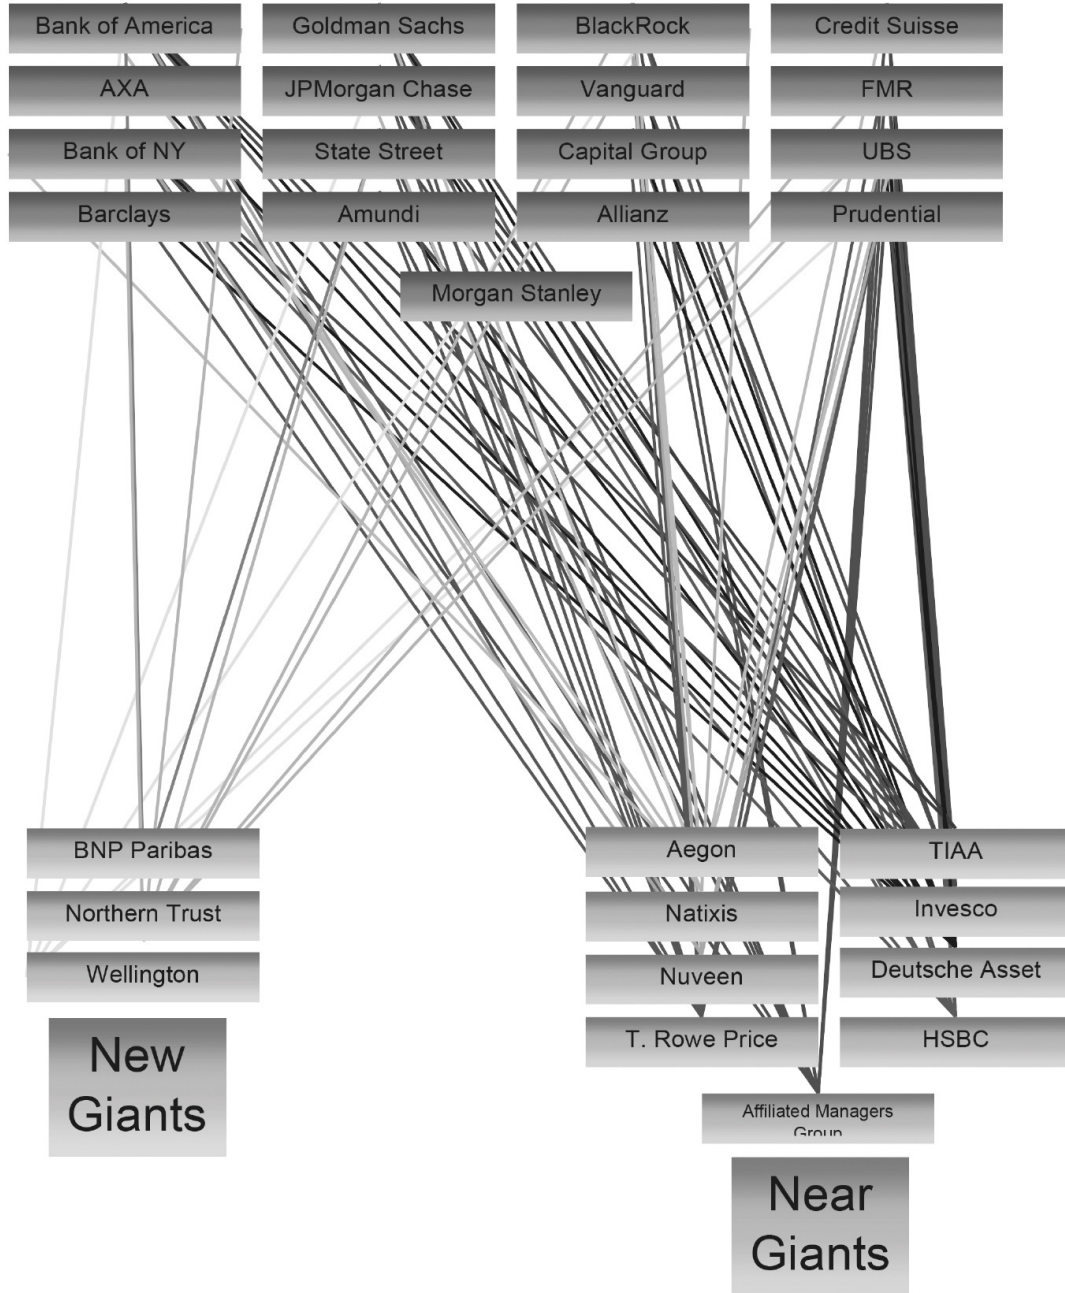 Bank of America
Goldman Sachs
BlackRock
Credit Suisse
AXA
JPMorgan Chase
Vanguard
FMR
Bank of NY
State Street
Capital Group
UBS
Barclays
Amundi
Allianz
Prudential
Morgan Stanley
BNP Paribas
Aegon
TIAA
Northern Trust
Natixis
Invesco
Wellington
Nuveen
Deutsche Asset
T. Rowe Price
HSBC
New
Giants
Affiliated Managers
Group
Near
Giants